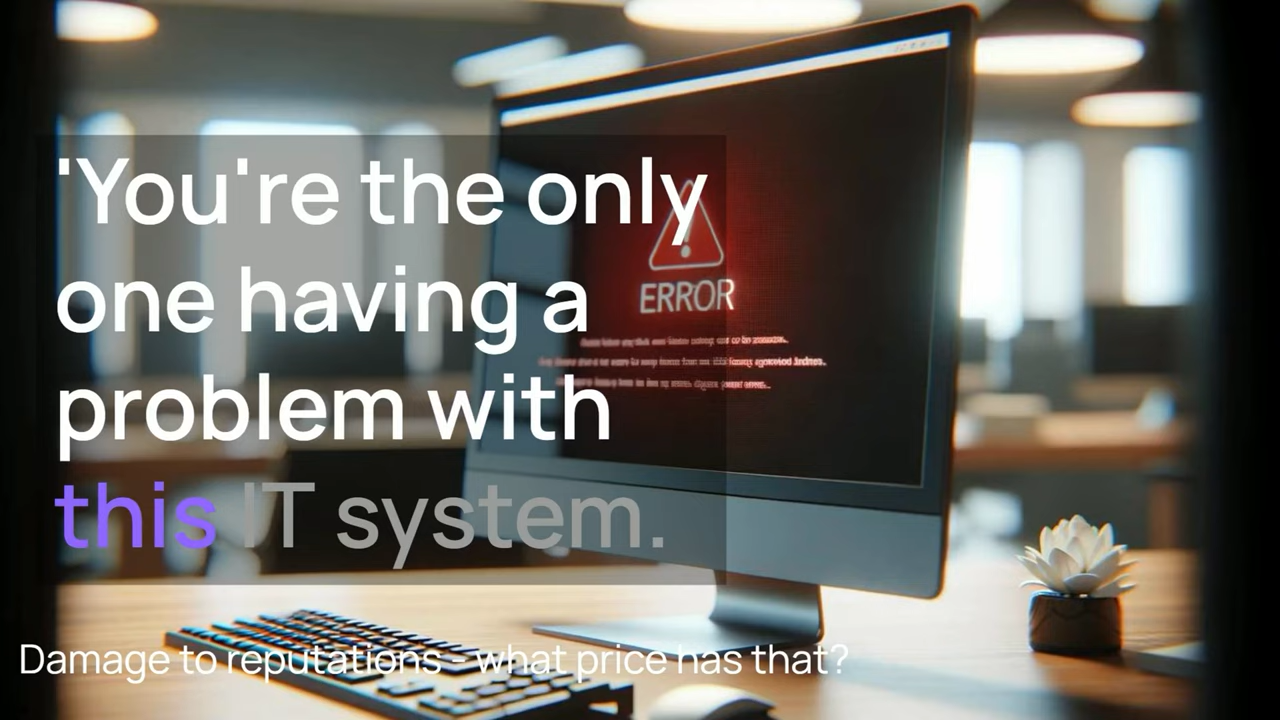 'You're the only
one having a
problem with
this IT system.
ERROR
Damage to reputations - what price has that?